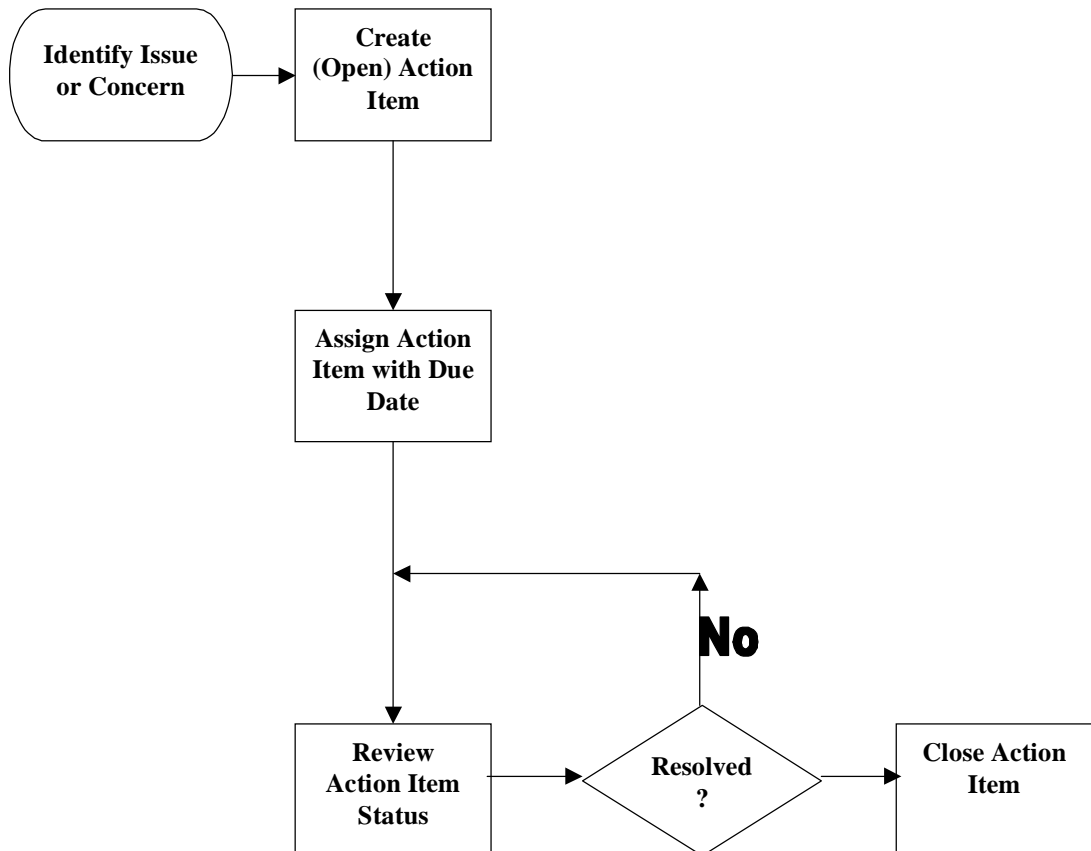 Identify Issue
or Concern
Create
(Open) Action
Item
Assign Action
Item with Due
Date
No
Review
Action Item
Status
Resolved
?
Close Action
Item